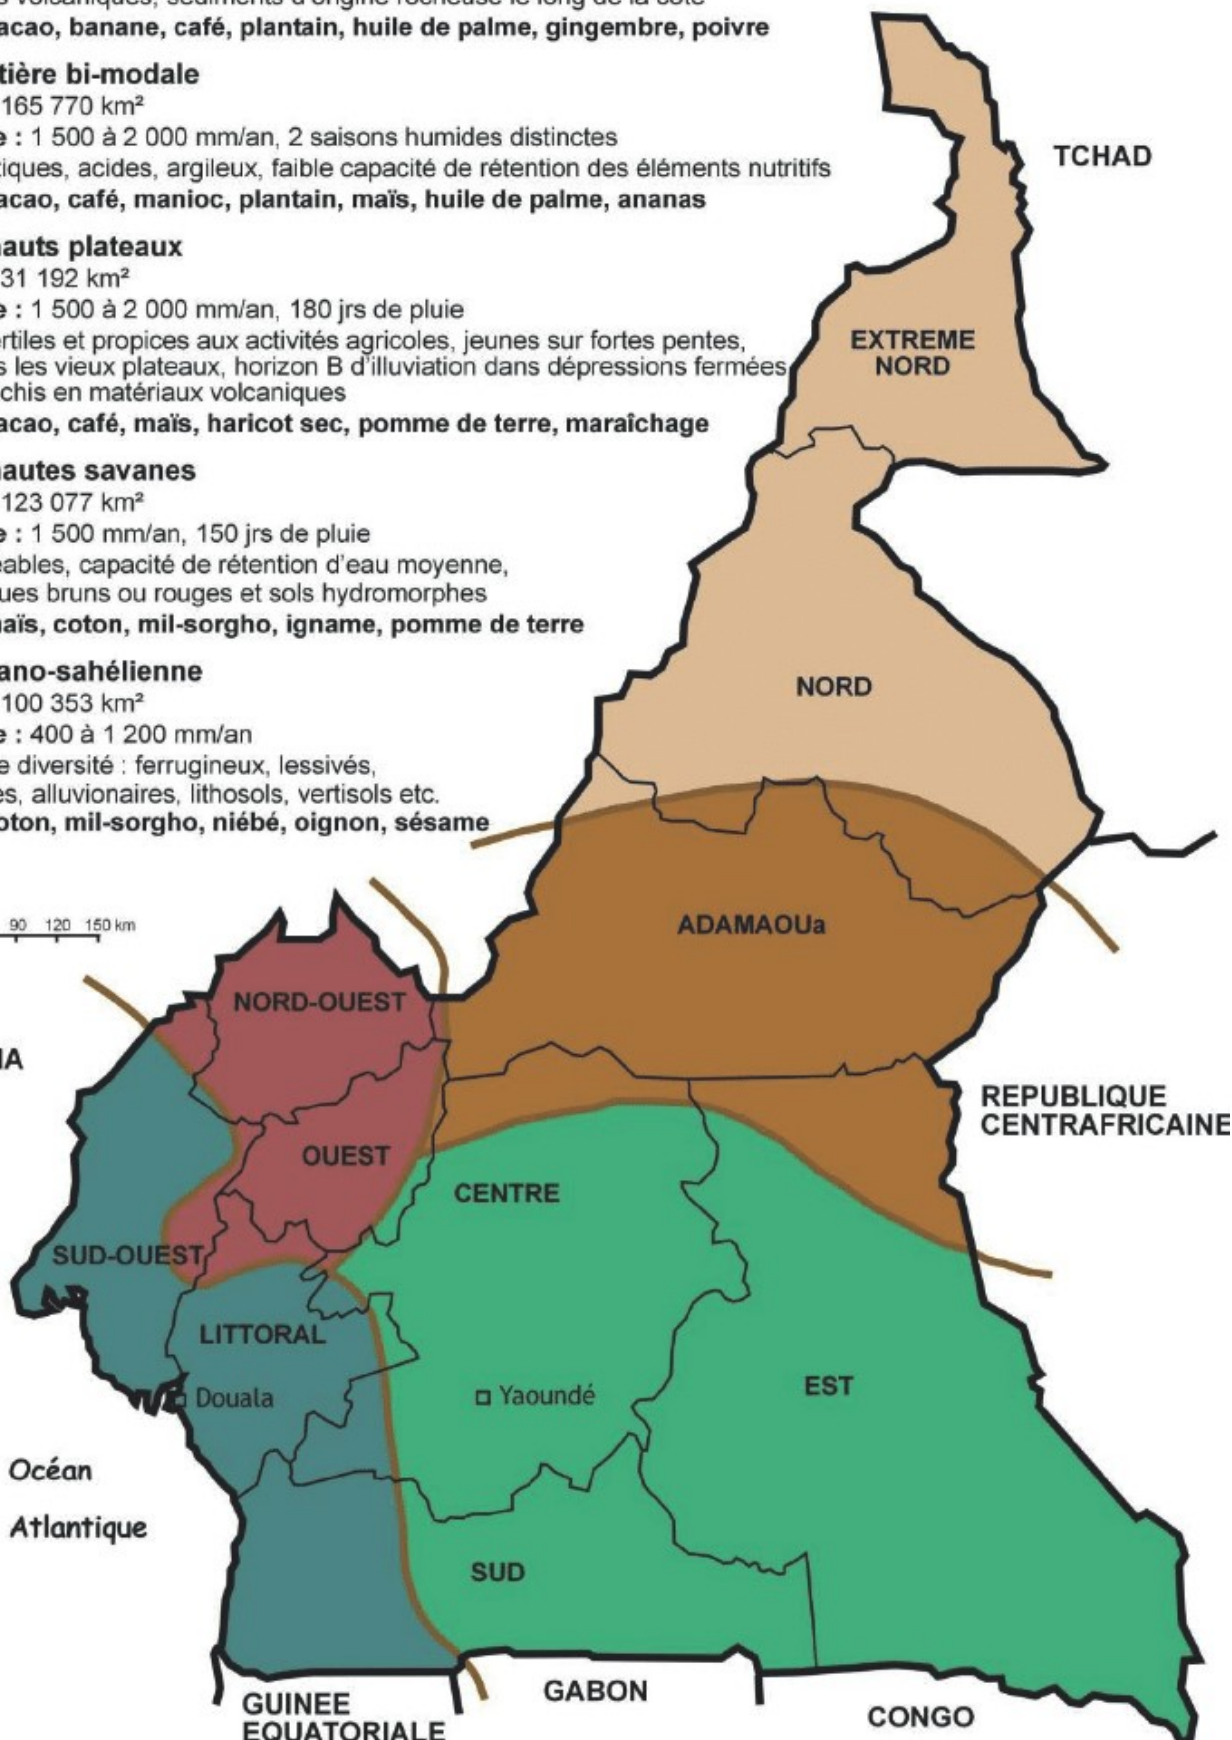 volcaniques, sédiments d'origine rocheuse le long de la côte
acao, banane, café, plantain, huile de palme, gingembre, poivre
tière bi-modale
165 770 km²
e : 1 500 à 2 000 mm/an, 2 saisons humides distinctes
tiques, acides, argileux, faible capacité de rétention des éléments nutritifs
acao, café, manioc, plantain, maïs, huile de palme, ananas
hauts plateaux
31 192 km²
e : 1 500 à 2 000 mm/an, 180 jrs de pluie
ertiles et propices aux activités agricoles, jeunes sur fortes pentes,
s les vieux plateaux, horizon B d'illuviation dans dépressions fermées
chis en matériaux volcaniques
acao, café, maïs, haricot sec, pomme de terre, maraîchage
hautes savanes
123 077 km²
e : 1 500 mm/an, 150 jrs de pluie
éables, capacité de rétention d'eau moyenne,
ues bruns ou rouges et sols hydromorphes
naïs, coton, mil-sorgho, igname, pomme de terre
ano-sahélienne
100 353 km²
e : 400 à 1 200 mm/an
e diversité : ferrugineux, lessivés,
es, alluvionaires, lithosols, vertisols etc.
oton, mil-sorgho, niébé, oignon, sésame
90 120 150 km
TCHAD
EXTREME
NORD
NORD
ADAMAOUa
NORD-OUEST
IA
REPUBLIQUE
CENTRAFRICAINE
OUEST
CENTRE
SUD-OUEST
LITTORAL
EST
Douala
Yaoundé
Océan
Atlantique
SUD
GUINEE
EQUATORIALE
GABON
CONGO